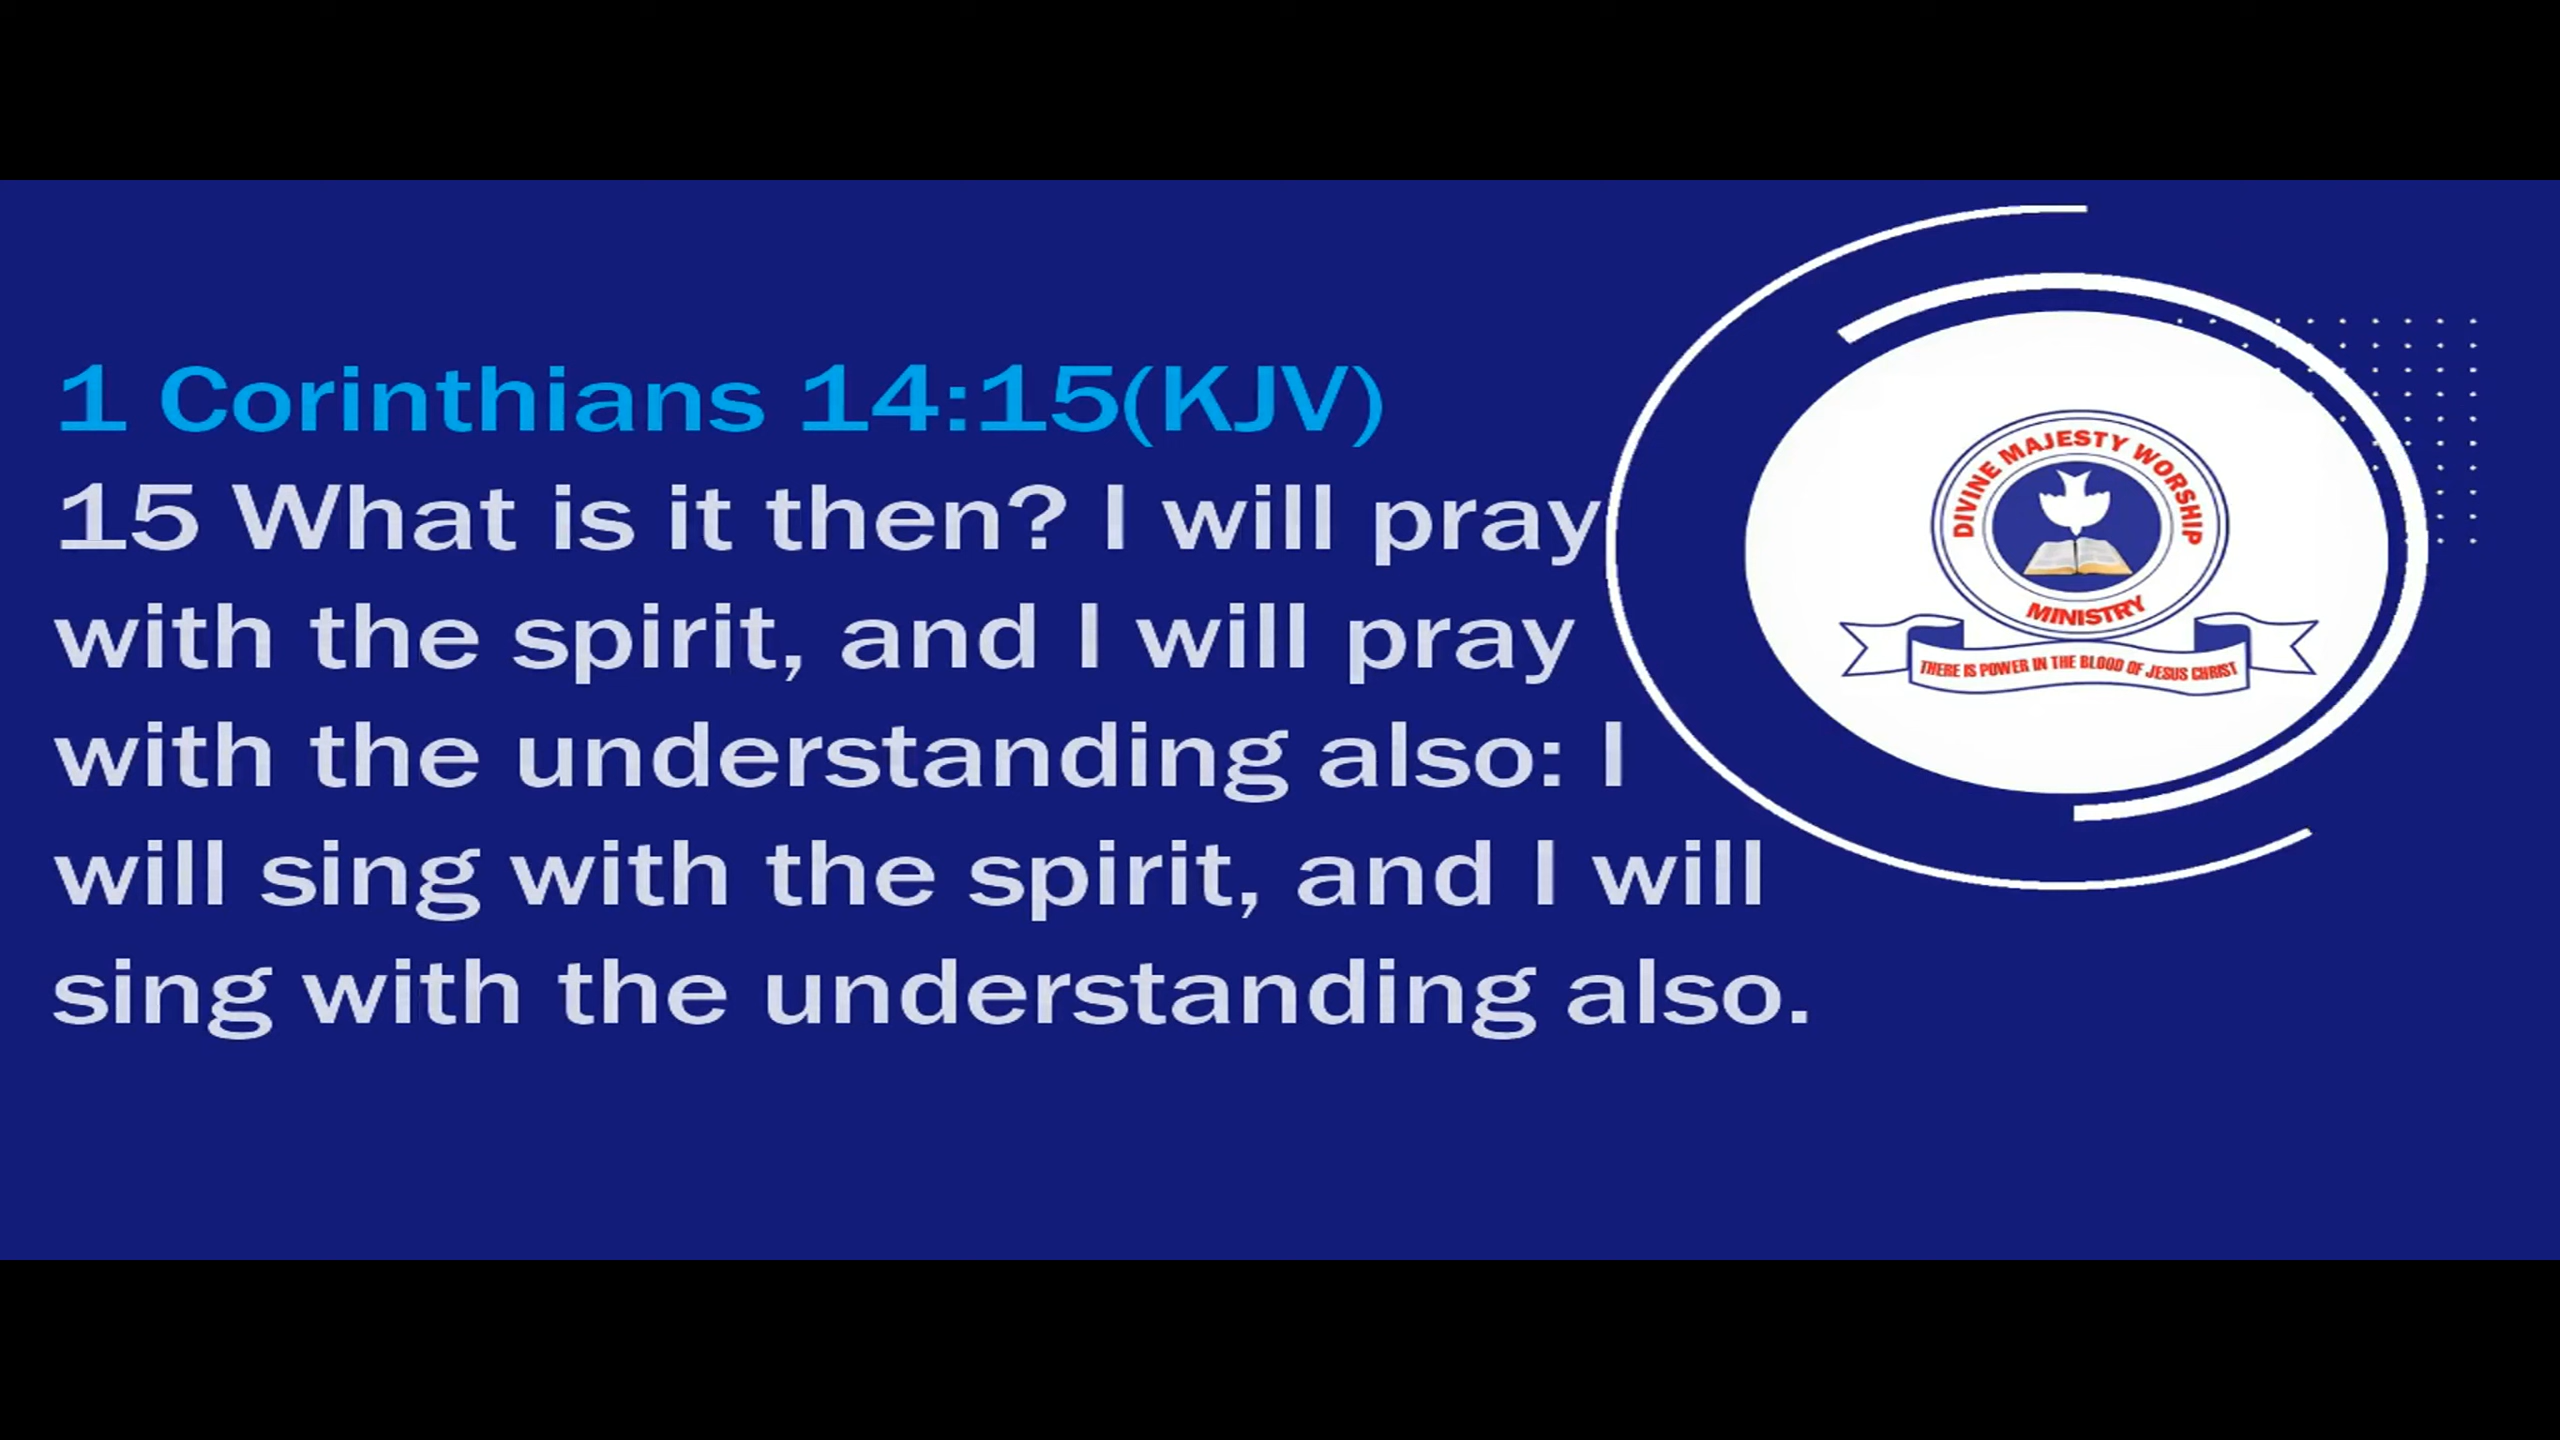 1 Corinthians 14:15(KJV)
15 What is it then? I will pray
with the spirit, and I will pray
with the understanding also: I
will sing with the spirit, and I will
sing with the understanding also.
DIVINE MAJESTY WORSHIP
MINISTRY
THERE IS POWER IN THE BLOOD OF JESUS CHRIST